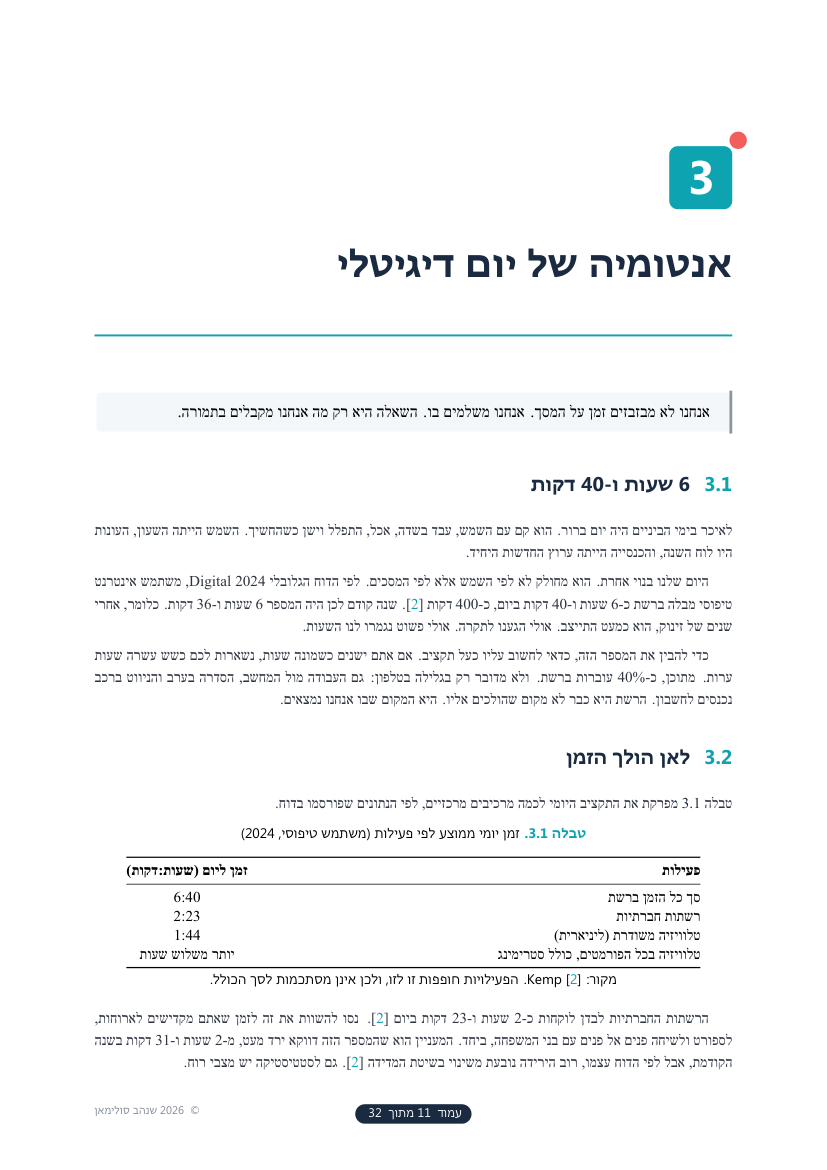 3
אנטומיה של יום דיגיטלי
אנחנו לא מבזבזים זמן על המסך. אנחנו משלמים בו. השאלה היא רק מה אנחנו מקבלים בתמורה.
3.1 6 שעות ו-40 דקות
לאיכר בימי הביניים היה יום ברור. הוא קם עם השמש, עבד בשדה, אכל, התפלל וישן כשהחשיך. השמש הייתה השעון, העונות
היו לוח השנה, והכנסייה הייתה ערוץ החדשות היחיד.
היום שלנו בנוי אחרת. הוא מחולק לא לפי השמש אלא לפי המסכים. לפי הדוח הגלובלי Digital 2024, משתמש אינטרנט
טיפוסי מבלה ברשת כ-6 שעות ו-40 דקות ביום, כ-400 דקות [2]. שנה קודם לכן היה המספר 6 שעות ו-36 דקות. כלומר, אחרי
שנים של זינוק, הוא כמעט התייצב. אולי הגענו לתקרה. אולי פשוט נגמרו לנו השעות.
כדי להבין את המספר הזה, כדאי לחשוב עליו כעל תקציב. אם אתם ישנים כשמונה שעות, נשארות לכם כשש עשרה שעות
ערות. מתוכן, כ-40% עוברות ברשת. ולא מדובר רק בגלילה בטלפון: גם העבודה מול המחשב, הסדרה בערב והניווט ברכב
נכנסים לחשבון. הרשת היא כבר לא מקום שהולכים אליו. היא המקום שבו אנחנו נמצאים.
3.2 לאן הולך הזמן
טבלה 3.1 מפרקת את התקציב היומי לכמה מרכיבים מרכזיים, לפי הנתונים שפורסמו בדוח.
טבלה 3.1. זמן יומי ממוצע לפי פעילות (משתמש טיפוסי, 2024)
פעילות זמן ליום (שעות:דקות)
סך כל הזמן ברשת 6:40
רשתות חברתיות 2:23
טלוויזיה משודרת (ליניארית) 1:44
טלוויזיה בכל הפורמטים, כולל סטרימינג יותר משלוש שעות
מקור: Kemp [2]. הפעילויות חופפות זו לזו, ולכן אינן מסתכמות לסך הכולל.
הרשתות החברתיות לבדן לוקחות כ-2 שעות ו-23 דקות ביום [2]. נסו להשוות את זה לזמן שאתם מקדישים לארוחות,
לספורט ולשיחה פנים אל פנים עם בני המשפחה, ביחד. המעניין הוא שהמספר הזה דווקא ירד מעט, מ-2 שעות ו-31 דקות בשנה
הקודמת, אבל לפי הדוח עצמו, רוב הירידה נובעת משינוי בשיטת המדידה [2]. גם לסטטיסטיקה יש מצבי רוח.
עמוד 11 מתוך 32
© 2026 שנהב סולימאן